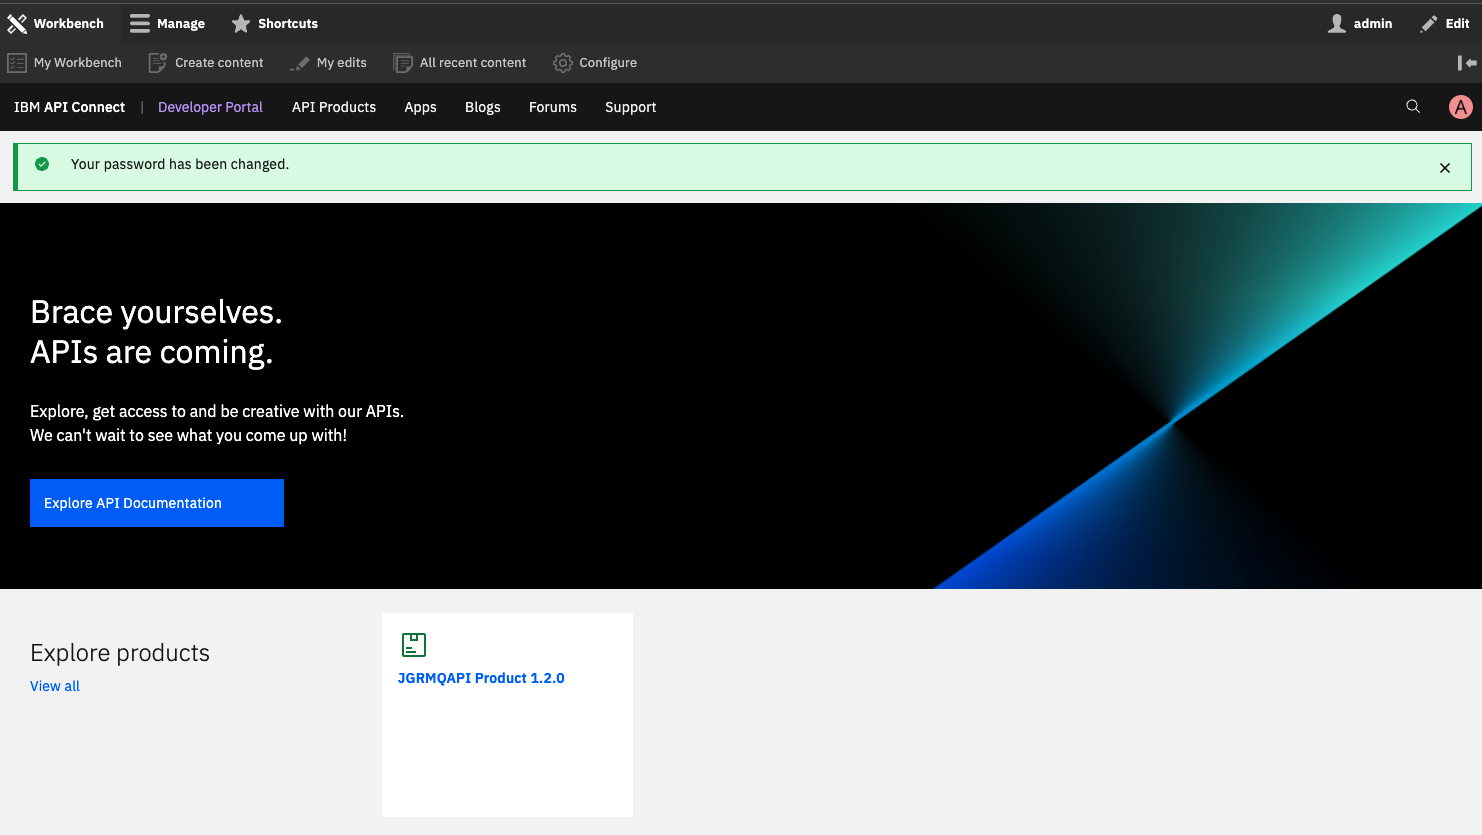 Workbench Manage Shortcuts admin Edit
My Workbench Create content My edits All recent content Configure
IBM API Connect | Developer Portal API Products Apps Blogs Forums Support A
Your password has been changed.
Brace yourselves.
APIs are coming.
Explore, get access to and be creative with our APIs.
We can't wait to see what you come up with!
Explore API Documentation
Explore products
View all
JGRMQAPI Product 1.2.0